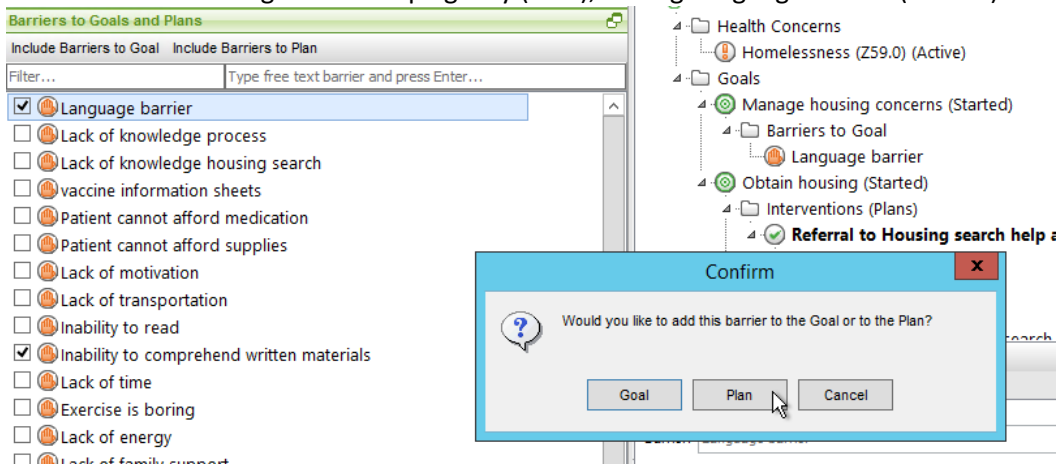 Barriers to Goals and Plans
Include Barriers to Goal Include Barriers to Plan
Filter... Type free text barrier and press Enter...
Language barrier
Lack of knowledge process
Lack of knowledge housing search
vaccine information sheets
Patient cannot afford medication
Patient cannot afford supplies
Lack of motivation
Lack of transportation
Inability to read
Inability to comprehend written materials
Lack of time
Exercise is boring
Lack of energy
Lack of family support
Health Concerns
Homelessness (Z59.0) (Active)
Goals
Manage housing concerns (Started)
Barriers to Goal
Language barrier
Obtain housing (Started)
Interventions (Plans)
Referral to Housing search help a
Confirm
x
Would you like to add this barrier to the Goal or to the Plan?
Goal Plan Cancel